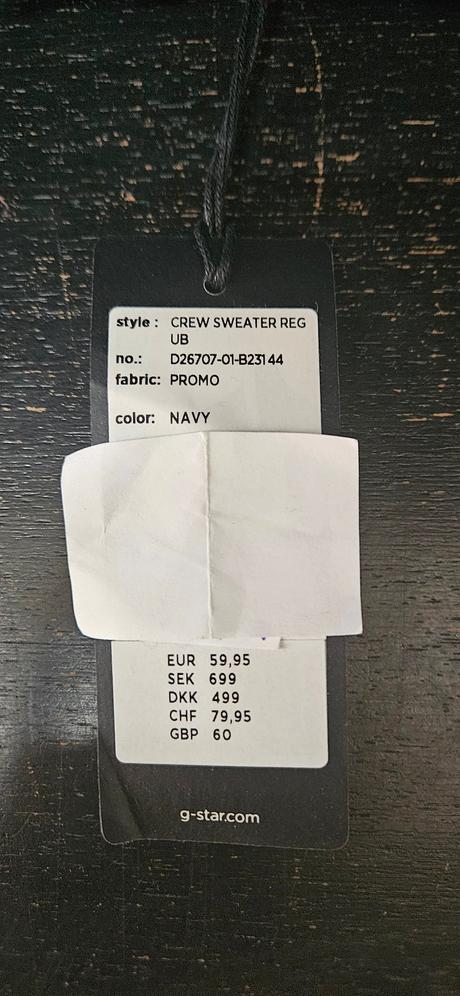 style : CREW SWEATER REG
UB
no.: D26707-01-B23144
fabric: PROMO
color: NAVY
EUR 59,95
SEK 699
DKK 499
CHF 79,95
GBP 60
g-star.com